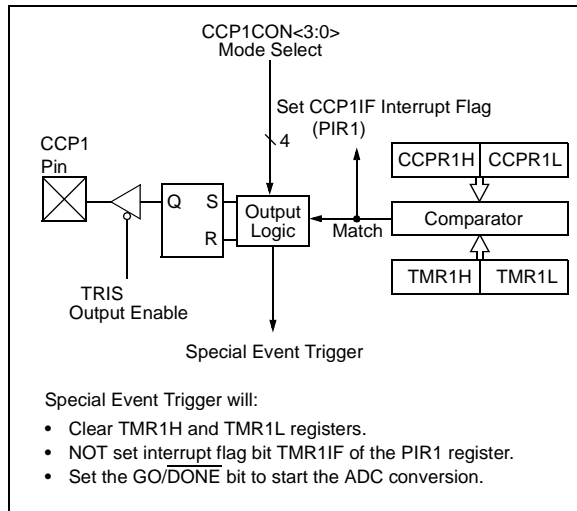 CCP1CON<3:0>
Mode Select
Set CCP1IF Interrupt Flag
(PIR1)
4
CCP1
Pin
CCPR1H CCPR1L
Q S
R
Output
Logic
Match
Comparator
TRIS
Output Enable
TMR1H TMR1L
Special Event Trigger
Special Event Trigger will:
• Clear TMR1H and TMR1L registers.
• NOT set interrupt flag bit TMR1IF of the PIR1 register.
• Set the GO/DONE bit to start the ADC conversion.